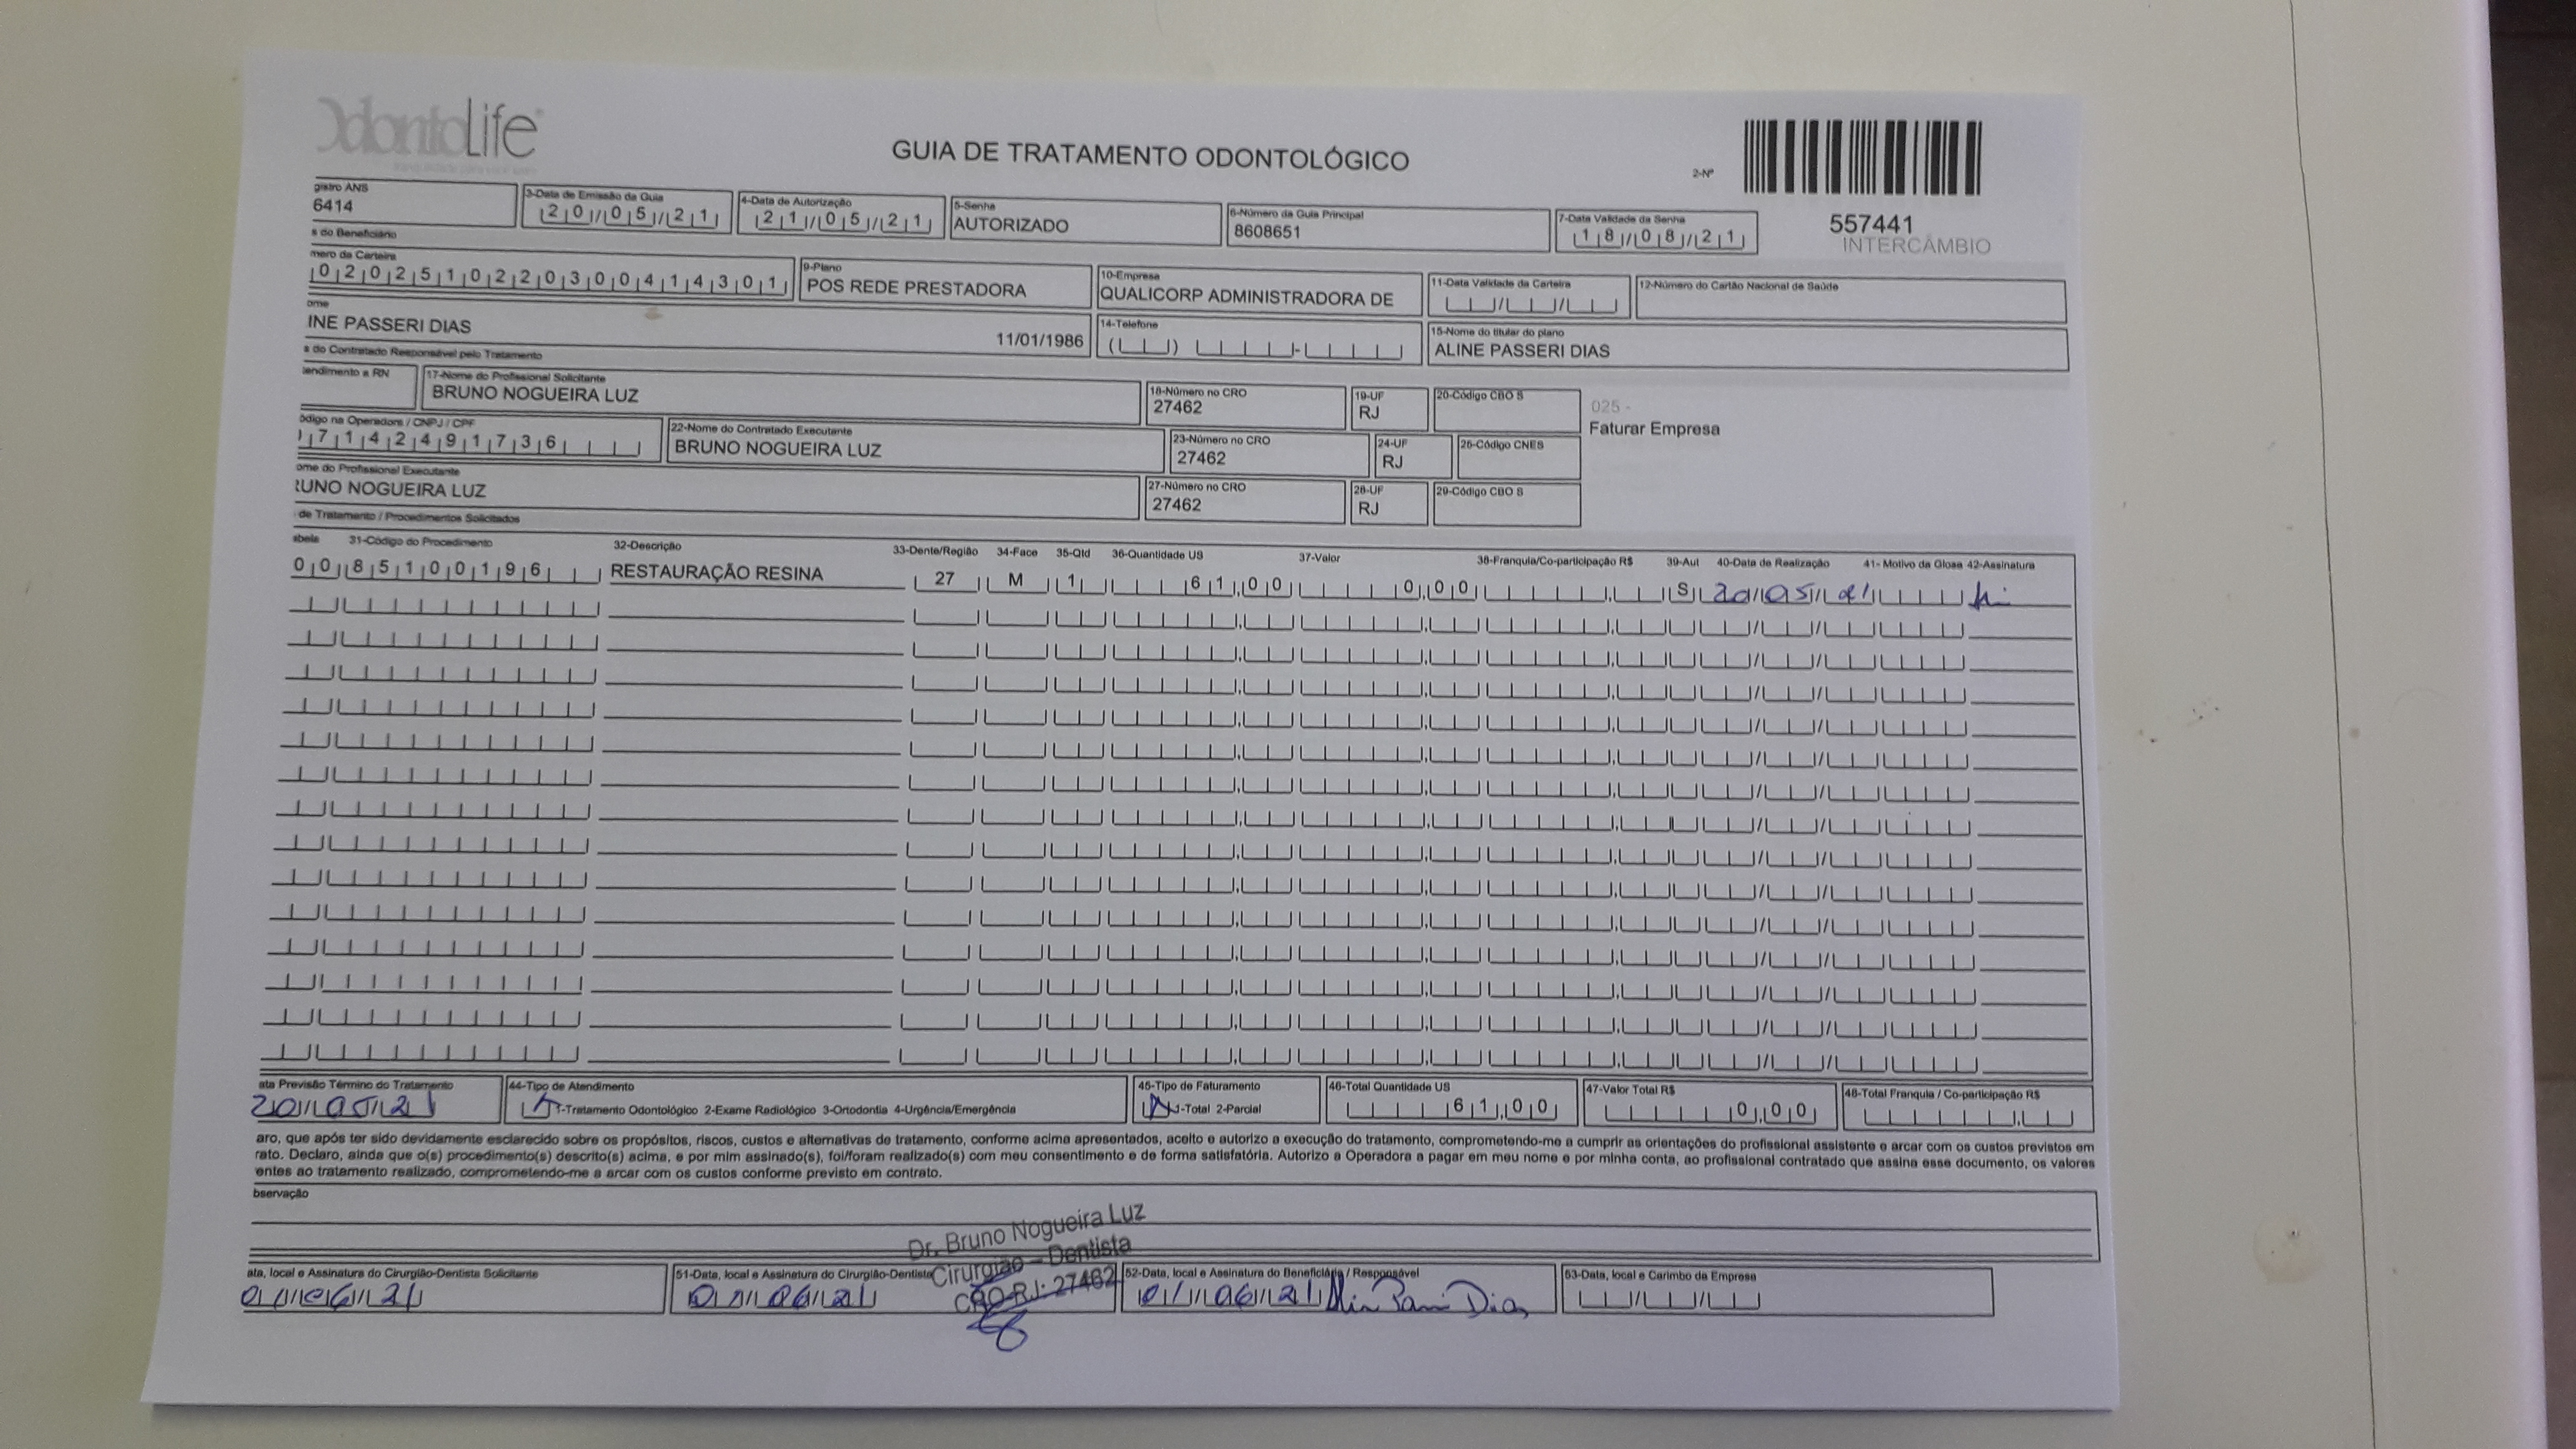 OdontoLife
GUIA DE TRATAMENTO ODONTOLÓGICO
2-Nº
557441
INTERCÂMBIO
gistro ANS
6414
3-Data de Emissão da Guia
20/05/21
4-Data de Autorização
21/05/21
5-Senha
AUTORIZADO
6-Número da Guia Principal
8608651
7-Data Validade da Senha
18/08/21
s do Beneficiário
mero da Carteira
02025102203004143 01
9-Plano
POS REDE PRESTADORA
10-Empresa
QUALICORP ADMINISTRADORA DE
11-Data Validade da Carteira
12-Número do Cartão Nacional de Saúde
ome
INE PASSERI DIAS
11/01/1986
14-Telefone
15-Nome do titular do plano
ALINE PASSERI DIAS
s do Contratado Responsável pelo Tratamento
tendimento a RN
17-Nome do Profissional Solicitante
BRUNO NOGUEIRA LUZ
18-Número no CRO
27462
19-UF
RJ
20-Código CBO S
025 -
Faturar Empresa
ódigo na Operadora / CNPJ / CPF
7142491736
22-Nome do Contratado Executante
BRUNO NOGUEIRA LUZ
23-Número no CRO
27462
24-UF
RJ
25-Código CNES
ome do Profissional Executante
RUNO NOGUEIRA LUZ
27-Número no CRO
27462
28-UF
RJ
29-Código CBO S
de Tratamento / Procedimentos Solicitados
abela 31-Código do Procedimento 32-Descrição 33-Dente/Região 34-Face 35-Qtd 36-Quantidade US 37-Valor 38-Franquia/Co-participação R$ 39-Aut 40-Data de Realização 41- Motivo da Glosa 42-Assinatura
00 85100196 RESTAURAÇÃO RESINA 27 M 1 61,00 0,00 S 20/05/21
ata Previsão Término do Tratamento
20/05/21
44-Tipo de Atendimento
1-Tratamento Odontológico 2-Exame Radiológico 3-Ortodontia 4-Urgência/Emergência
45-Tipo de Faturamento
1-Total 2-Parcial
46-Total Quantidade US
61,00
47-Valor Total R$
0,00
48-Total Franquia / Co-participação R$
aro, que após ter sido devidamente esclarecido sobre os propósitos, riscos, custos e alternativas de tratamento, conforme acima apresentados, aceito e autorizo a execução do tratamento, comprometendo-me a cumprir as orientações do profissional assistente e arcar com os custos previstos em
rato. Declaro, ainda que o(s) procedimento(s) descrito(s) acima, e por mim assinado(s), foi/foram realizado(s) com meu consentimento e de forma satisfatória. Autorizo a Operadora a pagar em meu nome e por minha conta, ao profissional contratado que assina esse documento, os valores
entes ao tratamento realizado, comprometendo-me a arcar com os custos conforme previsto em contrato.
bservação
Dr. Bruno Nogueira Luz
Cirurgião - Dentista
CRO-RJ: 27462
ata, local e Assinatura do Cirurgião-Dentista Solicitante
01/06/21
51-Data, local e Assinatura do Cirurgião-Dentista
01/06/21
52-Data, local e Assinatura do Beneficiário / Responsável
01/06/21 Dias
53-Data, local e Carimbo da Empresa